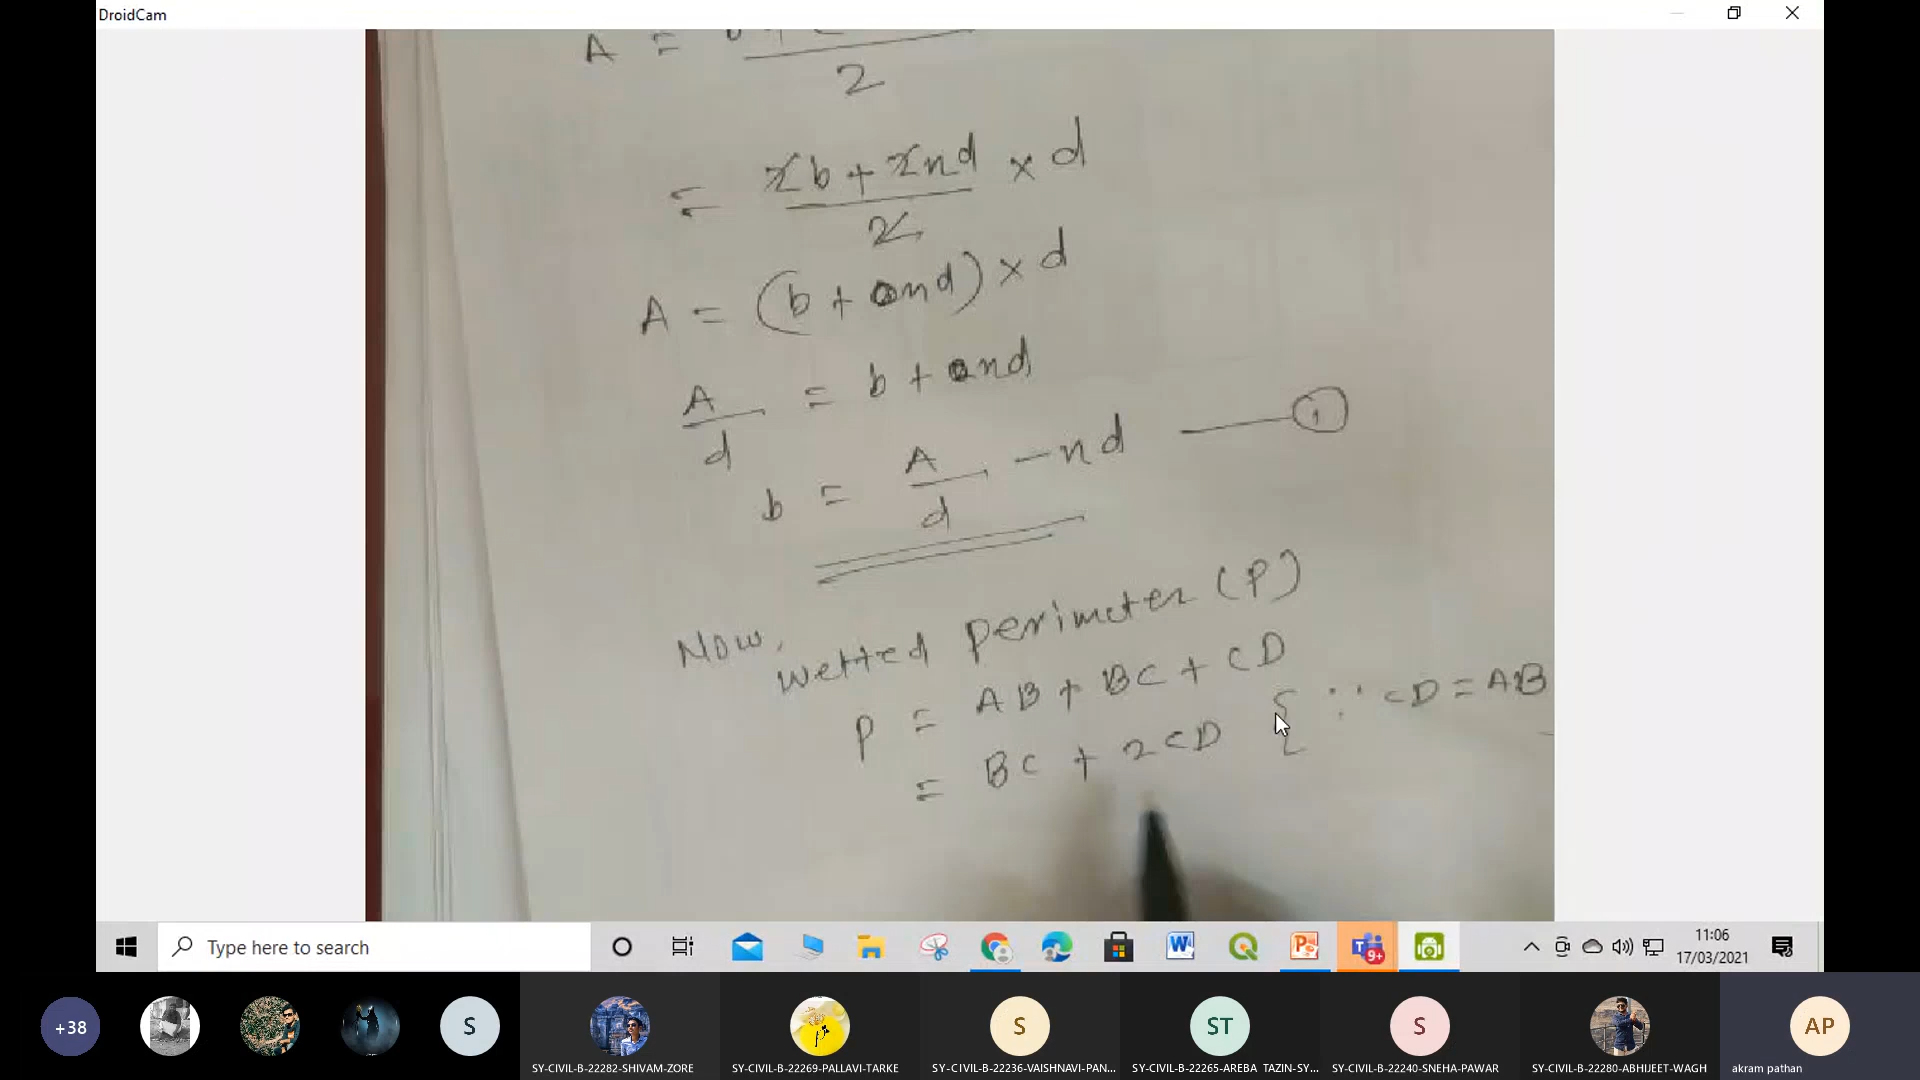 DroidCam
A =
2
= 2b + 2nd × d
2
A = (b + nd) × d
A = b + nd
d
b = A - nd ——— 1
d
Now,
wetted perimeter (P)
P = AB + BC + CD
= BC + 2CD { ∵ CD = AB
Type here to search
9+
11:06
17/03/2021
+38
S
S
ST
S
AP
SY-CIVIL-B-22282-SHIVAM-ZORE
SY-CIVIL-B-22269-PALLAVI-TARKE
SY-CIVIL-B-22236-VAISHNAVI-PAN...
SY-CIVIL-B-22265-AREBA TAZIN-SY...
SY-CIVIL-B-22240-SNEHA-PAWAR
SY-CIVIL-B-22280-ABHIJEET-WAGH
akram pathan